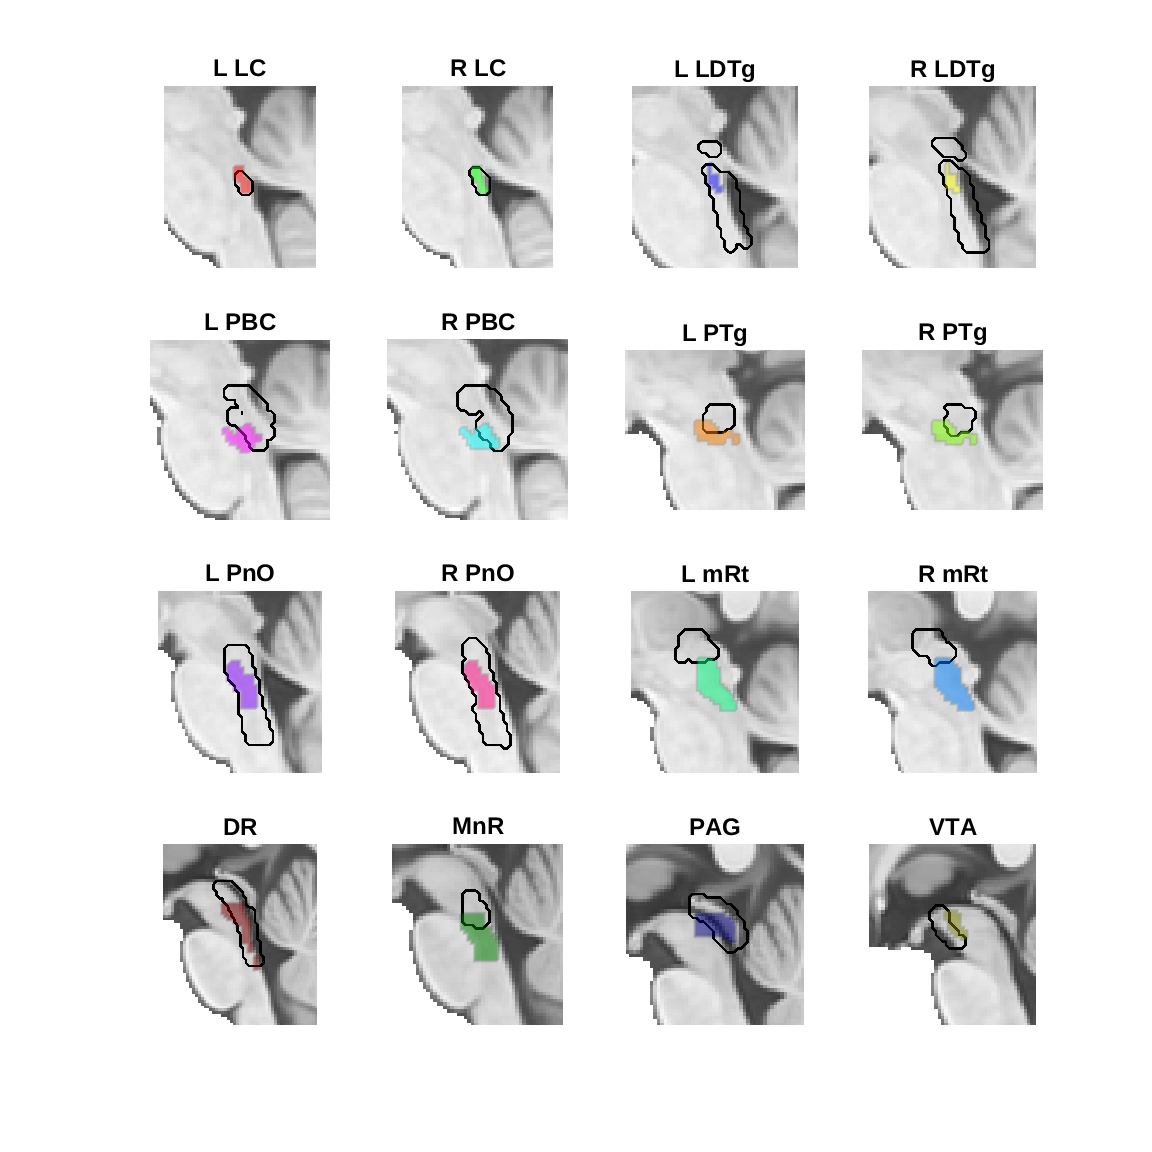 L LC
R LC
L LDTg
R LDTg
L PBC
R PBC
L PTg
R PTg
L PnO
R PnO
L mRt
R mRt
DR
MnR
PAG
VTA